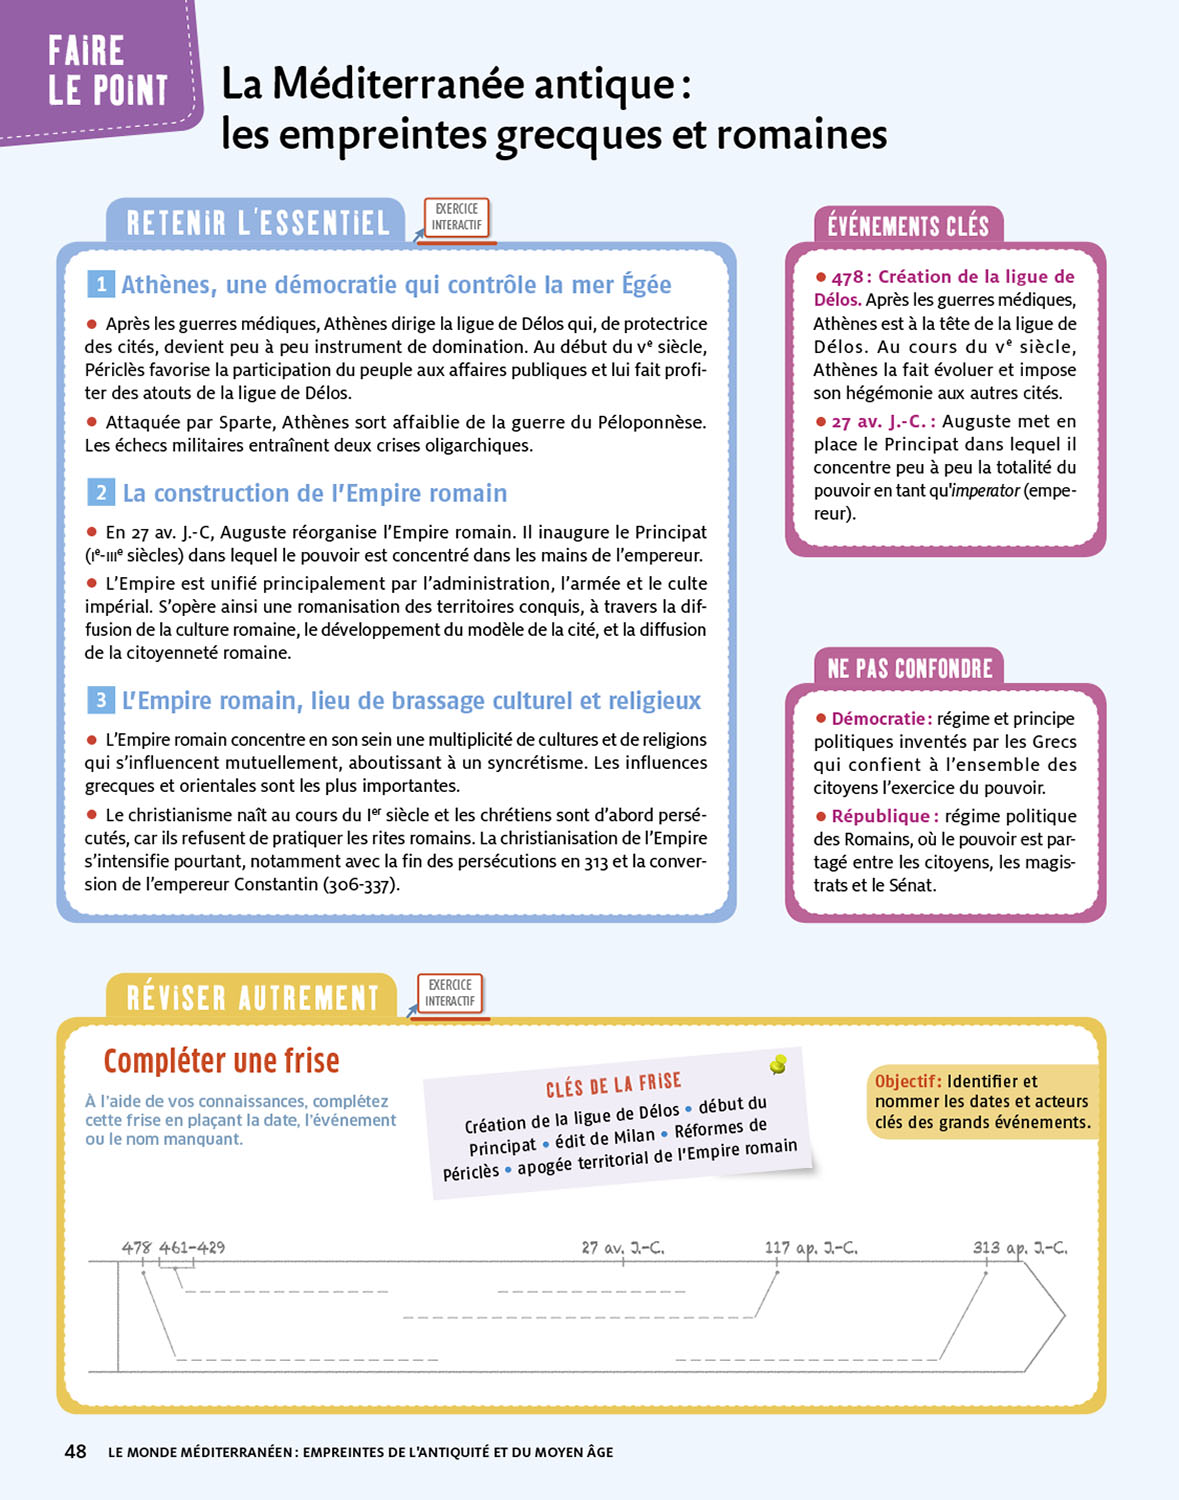 FAIRE
LE POINT
La Méditerranée antique :
les empreintes grecques et romaines
RETENIR L'ESSENTIEL
EXERCICE
INTERACTIF
1 Athènes, une démocratie qui contrôle la mer Égée
• Après les guerres médiques, Athènes dirige la ligue de Délos qui, de protectrice
des cités, devient peu à peu instrument de domination. Au début du Ve siècle,
Périclès favorise la participation du peuple aux affaires publiques et lui fait profi-
ter des atouts de la ligue de Délos.
• Attaquée par Sparte, Athènes sort affaiblie de la guerre du Péloponnèse.
Les échecs militaires entraînent deux crises oligarchiques.
2 La construction de l'Empire romain
• En 27 av. J.-C, Auguste réorganise l'Empire romain. Il inaugure le Principat
(Ie-IIIe siècles) dans lequel le pouvoir est concentré dans les mains de l'empereur.
• L'Empire est unifié principalement par l'administration, l'armée et le culte
impérial. S'opère ainsi une romanisation des territoires conquis, à travers la dif-
fusion de la culture romaine, le développement du modèle de la cité, et la diffusion
de la citoyenneté romaine.
3 L'Empire romain, lieu de brassage culturel et religieux
• L'Empire romain concentre en son sein une multiplicité de cultures et de religions
qui s'influencent mutuellement, aboutissant à un syncrétisme. Les influences
grecques et orientales sont les plus importantes.
• Le christianisme naît au cours du Ier siècle et les chrétiens sont d'abord persé-
cutés, car ils refusent de pratiquer les rites romains. La christianisation de l'Empire
s'intensifie pourtant, notamment avec la fin des persécutions en 313 et la conver-
sion de l'empereur Constantin (306-337).
ÉVÉNEMENTS CLÉS
• 478 : Création de la ligue de
Délos. Après les guerres médiques,
Athènes est à la tête de la ligue de
Délos. Au cours du Ve siècle,
Athènes la fait évoluer et impose
son hégémonie aux autres cités.
• 27 av. J.-C. : Auguste met en
place le Principat dans lequel il
concentre peu à peu la totalité du
pouvoir en tant qu'imperator (empe-
reur).
NE PAS CONFONDRE
• Démocratie : régime et principe
politiques inventés par les Grecs
qui confient à l'ensemble des
citoyens l'exercice du pouvoir.
• République : régime politique
des Romains, où le pouvoir est par-
tagé entre les citoyens, les magis-
trats et le Sénat.
RÉVISER AUTREMENT
EXERCICE
INTERACTIF
Compléter une frise
À l'aide de vos connaissances, complétez
cette frise en plaçant la date, l'événement
ou le nom manquant.
CLÉS DE LA FRISE
Création de la ligue de Délos • début du
Principat • édit de Milan • Réformes de
Périclès • apogée territorial de l'Empire romain
Objectif : Identifier et
nommer les dates et acteurs
clés des grands événements.
478 461-429 27 av. J.-C. 117 ap. J.-C. 313 ap. J.-C.
48 LE MONDE MÉDITERRANÉEN : EMPREINTES DE L'ANTIQUITÉ ET DU MOYEN ÂGE